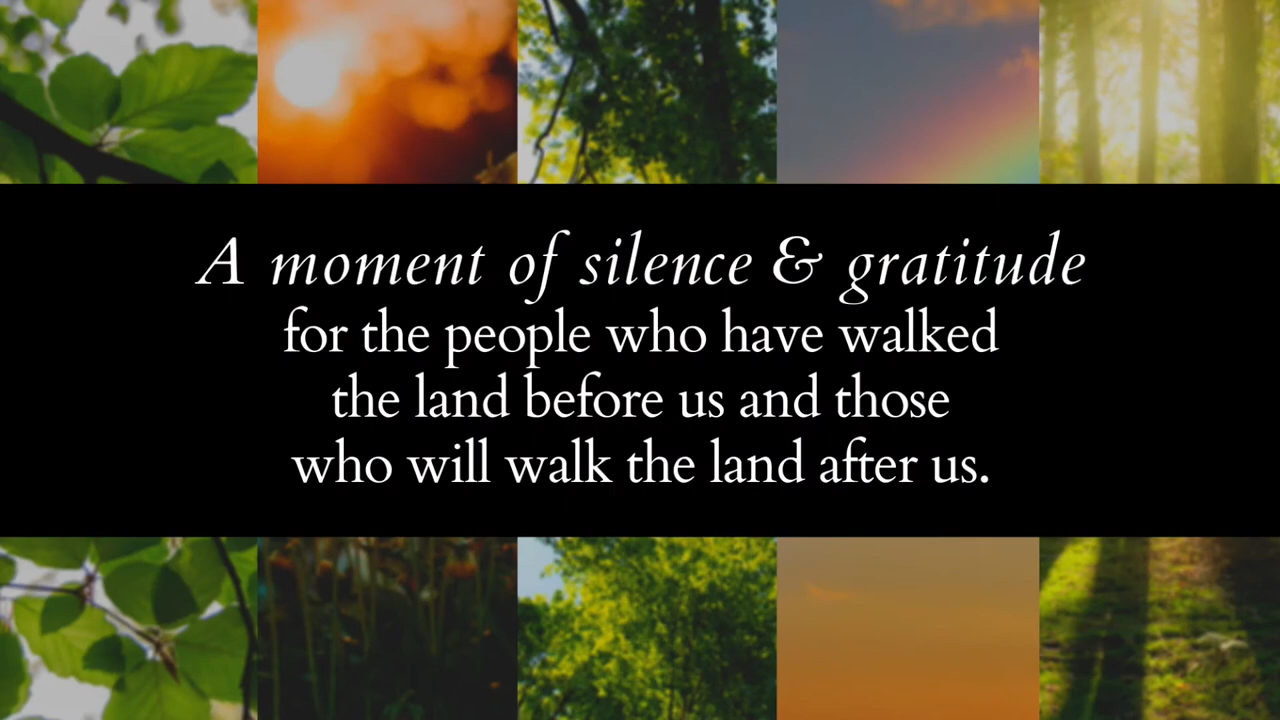 A moment of silence & gratitude
for the people who have walked
the land before us and those
who will walk the land after us.